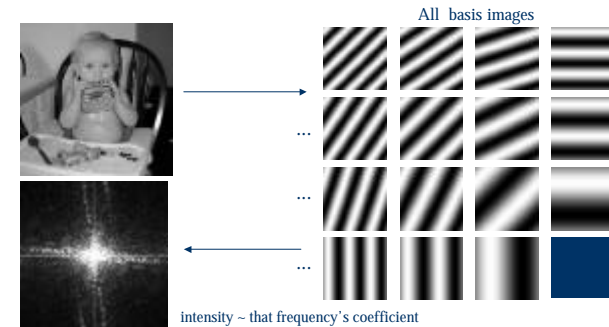 All basis images
...
...
...
intensity ~ that frequency's coefficient